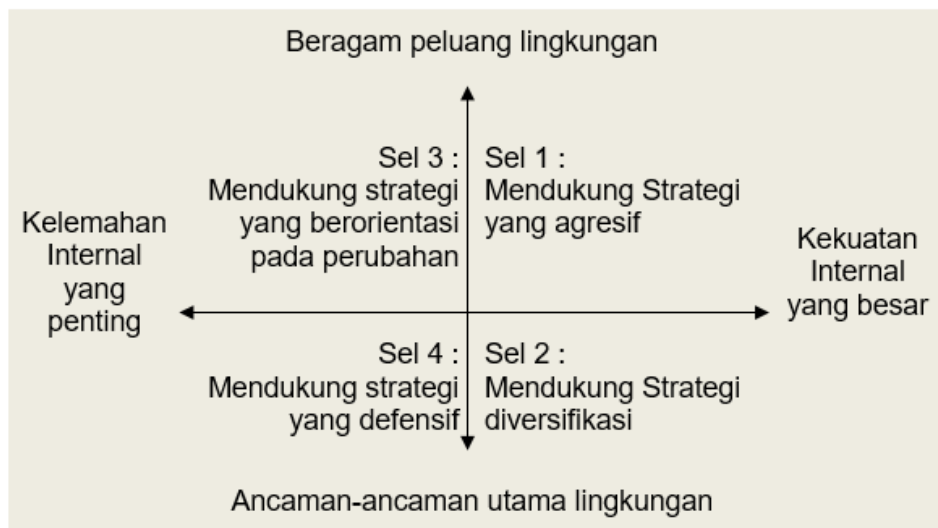 Beragam peluang lingkungan
Sel 3 :
Mendukung strategi
yang berorientasi
pada perubahan
Sel 1 :
Mendukung Strategi
yang agresif
Kelemahan
Internal
yang
penting
Kekuatan
Internal
yang besar
Sel 4 :
Mendukung strategi
yang defensif
Sel 2 :
Mendukung Strategi
diversifikasi
Ancaman-ancaman utama lingkungan